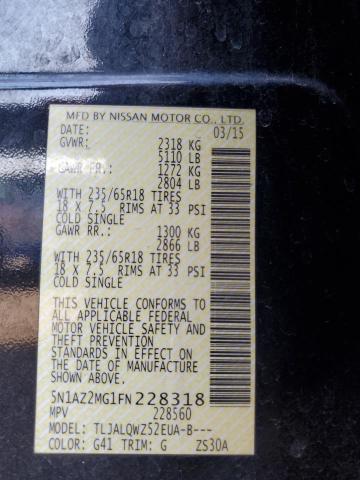 MFD BY NISSAN MOTOR CO., LTD.
DATE: 03/15
GVWR: 2318 KG
5110 LB
GAWR FR.: 1272 KG
2804 LB
WITH 235/65R18 TIRES
18 X 7.5 RIMS AT 33 PSI
COLD SINGLE
GAWR RR.: 1300 KG
2866 LB
WITH 235/65R18 TIRES
18 X 7.5 RIMS AT 33 PSI
COLD SINGLE
THIS VEHICLE CONFORMS TO
ALL APPLICABLE FEDERAL
MOTOR VEHICLE SAFETY AND
THEFT PREVENTION
STANDARDS IN EFFECT ON
THE DATE OF MANUFACTURE
SHOWN ABOVE.
5N1AZ2MG1FN228318
MPV 228560
MODEL: TLJALQWZ52EUA-B---
COLOR: G41 TRIM: G ZS30A